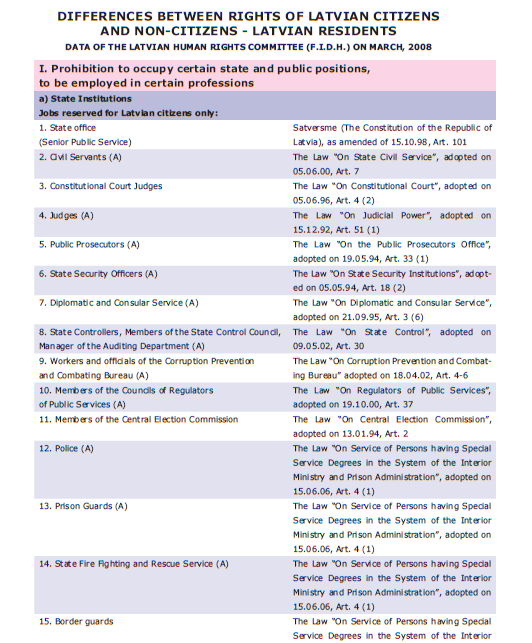 DIFFERENCES BETWEEN RIGHTS OF LATVIAN CITIZENS
AND NON-CITIZENS - LATVIAN RESIDENTS
DATA OF THE LATVIAN HUMAN RIGHTS COMMITTEE (F.I.D.H.) ON MARCH, 2008
I. Prohibition to occupy certain state and public positions,
to be employed in certain professions
a) State Institutions
Jobs reserved for Latvian citizens only:
1. State office
(Senior Public Service)
Satversme (The Constitution of the Republic of
Latvia), as amended of 15.10.98, Art. 101
2. Civil Servants (A)
The Law "On State Civil Service", adopted on
05.06.00, Art. 7
3. Constitutional Court Judges
The Law "On Constitutional Court", adopted on
05.06.96, Art. 4 (2)
4. Judges (A)
The Law "On Judicial Power", adopted on
15.12.92, Art. 51 (1)
5. Public Prosecutors (A)
The Law "On the Public Prosecutors Office",
adopted on 19.05.94, Art. 33 (1)
6. State Security Officers (A)
The Law "On State Security Institutions", adopt-
ed on 05.05.94, Art. 18 (2)
7. Diplomatic and Consular Service (A)
The Law "On Diplomatic and Consular Service",
adopted on 21.09.95, Art. 3 (6)
8. State Controllers, Members of the State Control Council,
Manager of the Auditing Department (A)
The Law "On State Control", adopted on
09.05.02, Art. 30
9. Workers and officials of the Corruption Prevention
and Combating Bureau (A)
The Law "On Corruption Prevention and Combat-
ing Bureau" adopted on 18.04.02, Art. 4-6
10. Members of the Councils of Regulators
of Public Services (A)
The Law "On Regulators of Public Services",
adopted on 19.10.00, Art. 37
11. Members of the Central Election Commission
The Law "On Central Election Commission",
adopted on 13.01.94, Art. 2
12. Police (A)
The Law "On Service of Persons having Special
Service Degrees in the System of the Interior
Ministry and Prison Administration", adopted on
15.06.06, Art. 4 (1)
13. Prison Guards (A)
The Law "On Service of Persons having Special
Service Degrees in the System of the Interior
Ministry and Prison Administration", adopted on
15.06.06, Art. 4 (1)
14. State Fire Fighting and Rescue Service (A)
The Law "On Service of Persons having Special
Service Degrees in the System of the Interior
Ministry and Prison Administration", adopted on
15.06.06, Art. 4 (1)
15. Border guards
The Law "On Service of Persons having Special
Service Degrees in the System of the Interior